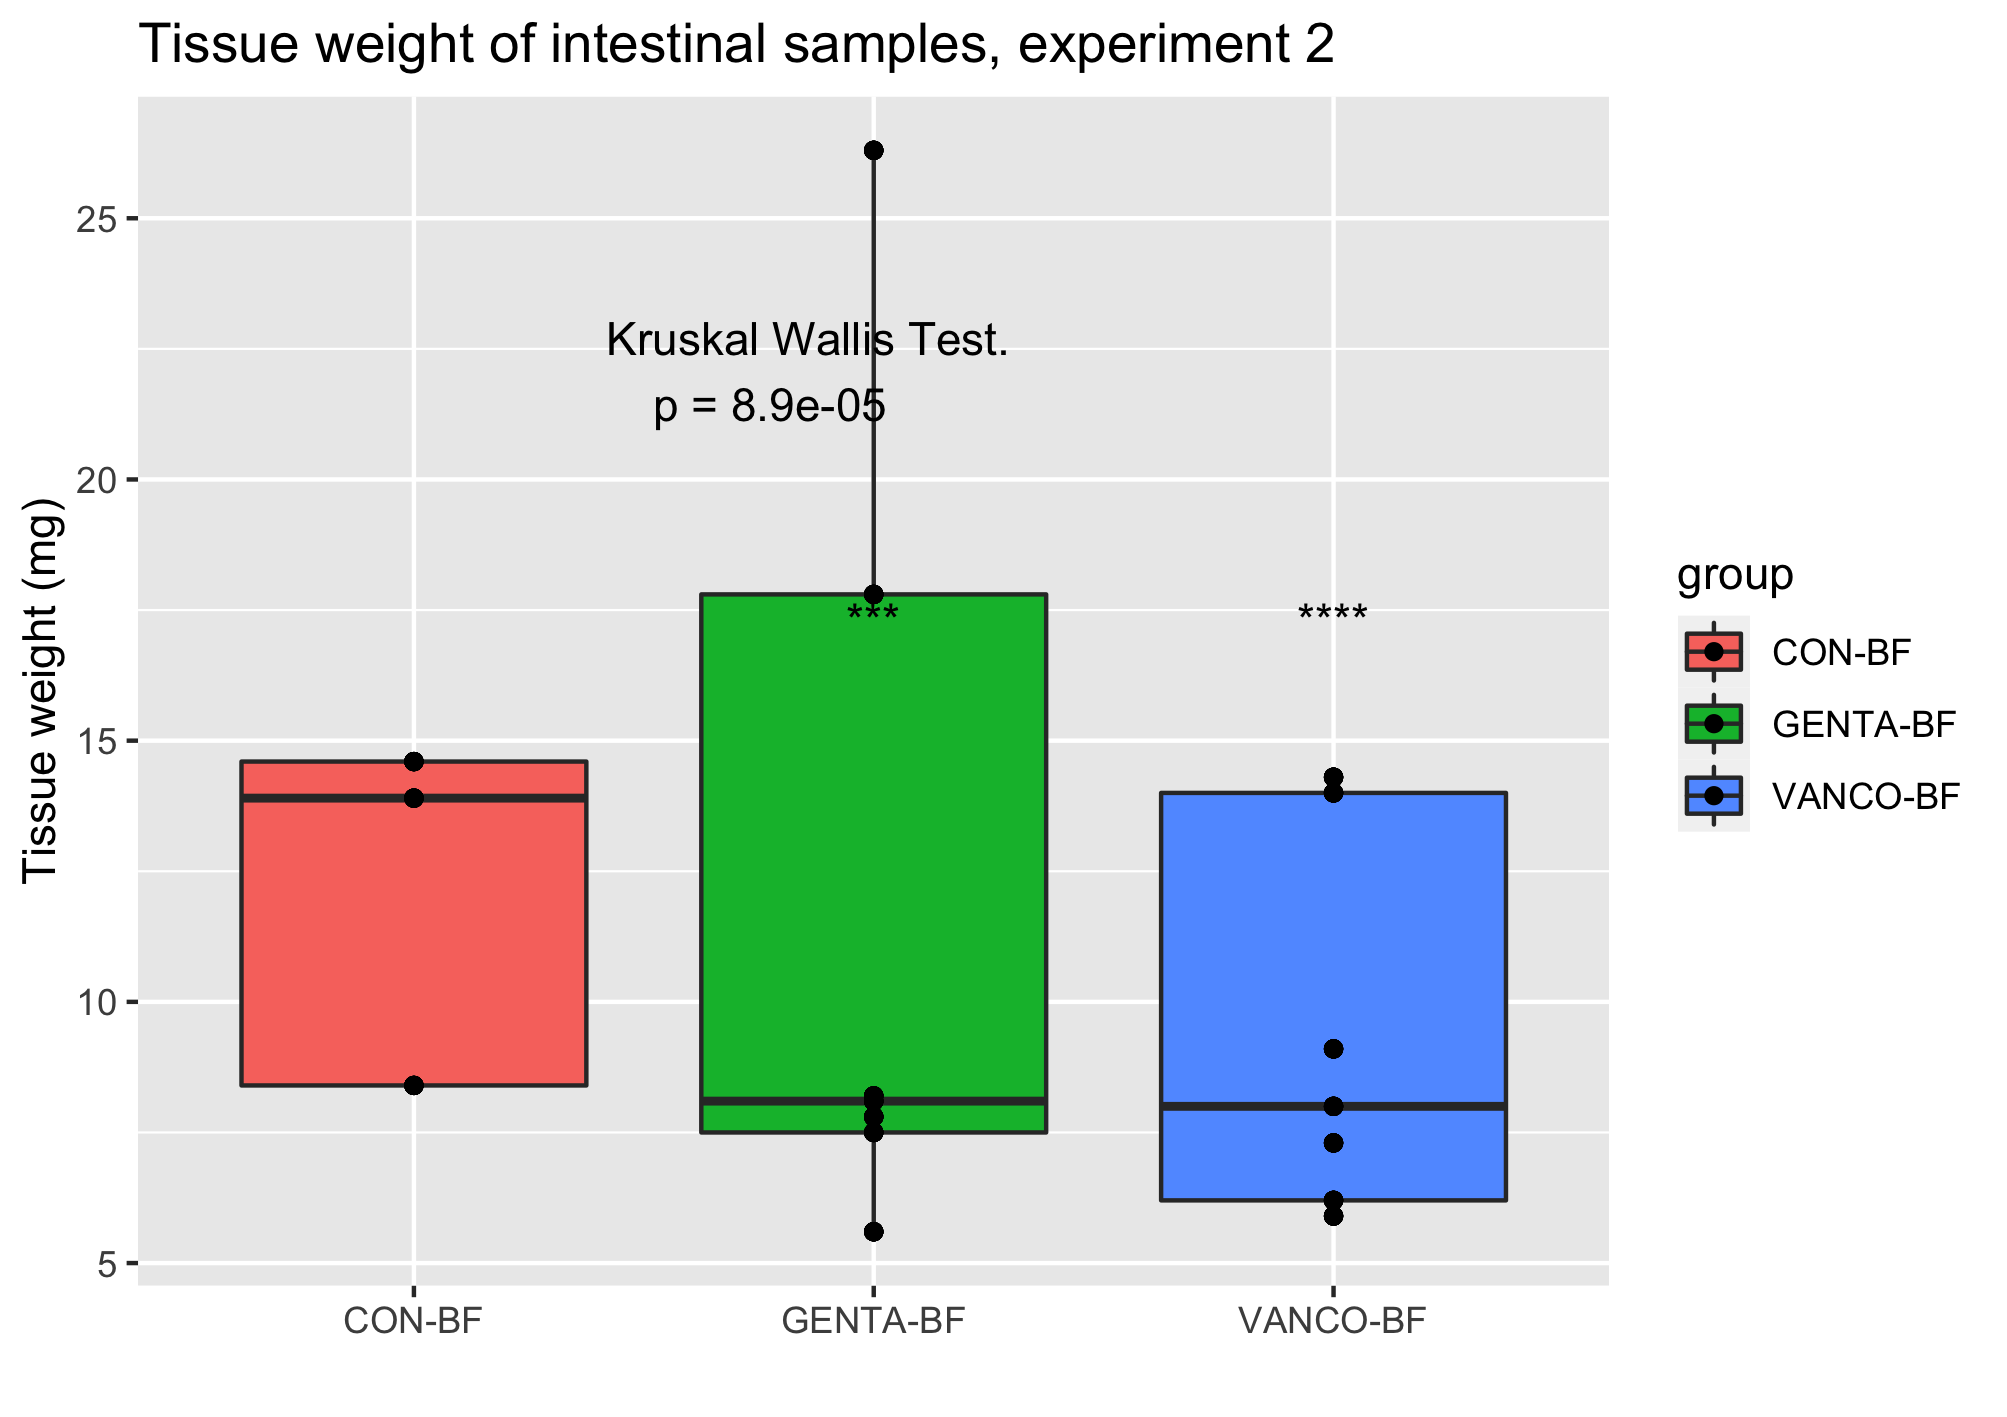 Tissue weight of intestinal samples, experiment 2
Tissue weight (mg)
25
20
15
10
5
Kruskal Wallis Test.
p = 8.9e-05
***
****
CON-BF
GENTA-BF
VANCO-BF
group
CON-BF
GENTA-BF
VANCO-BF